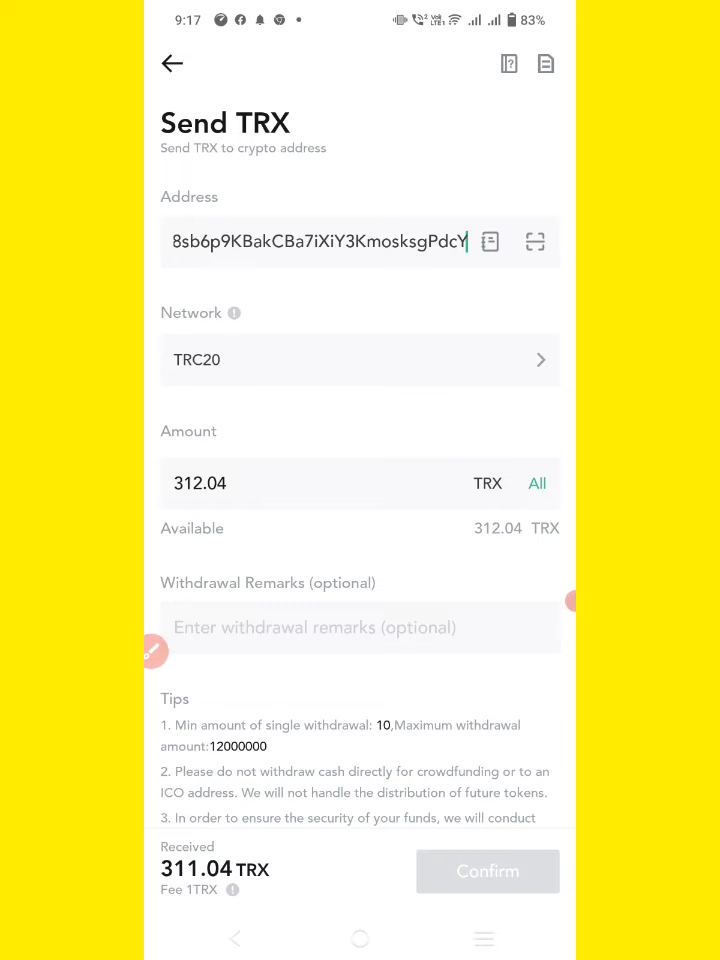 9:17
83%
Send TRX
Send TRX to crypto address
Address
8sb6p9KBakCBa7iXiY3KmosksgPdcY
Network
TRC20
Amount
312.04 TRX All
Available 312.04 TRX
Withdrawal Remarks (optional)
Enter withdrawal remarks (optional)
Tips
1. Min amount of single withdrawal: 10,Maximum withdrawal
amount:12000000
2. Please do not withdraw cash directly for crowdfunding or to an
ICO address. We will not handle the distribution of future tokens.
3. In order to ensure the security of your funds, we will conduct
Received
311.04 TRX
Fee 1TRX
Confirm